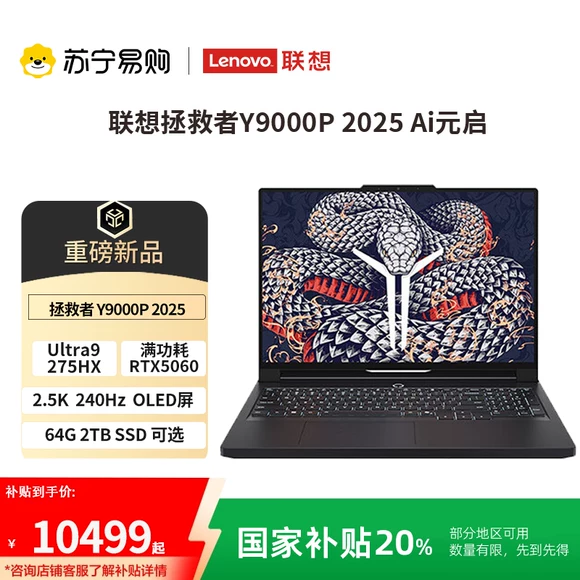 苏宁易购 Lenovo 联想
联想拯救者Y9000P 2025 Ai元启
重磅新品
拯救者 Y9000P 2025
Ultra9
275HX
满功耗
RTX5060
2.5K 240Hz OLED屏
64G 2TB SSD 可选
补贴到手价:
¥ 10499起
*咨询店铺客服了解补贴详情
国家补贴20%
部分地区可用
数量有限,先到先得